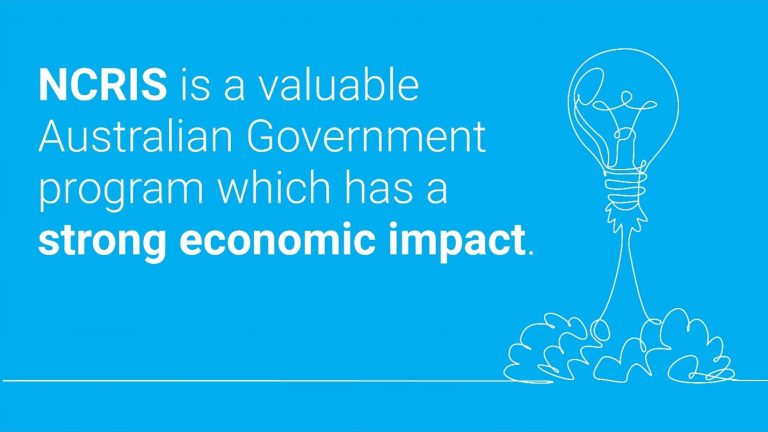 NCRIS is a valuable
Australian Government
program which has a
strong economic impact.